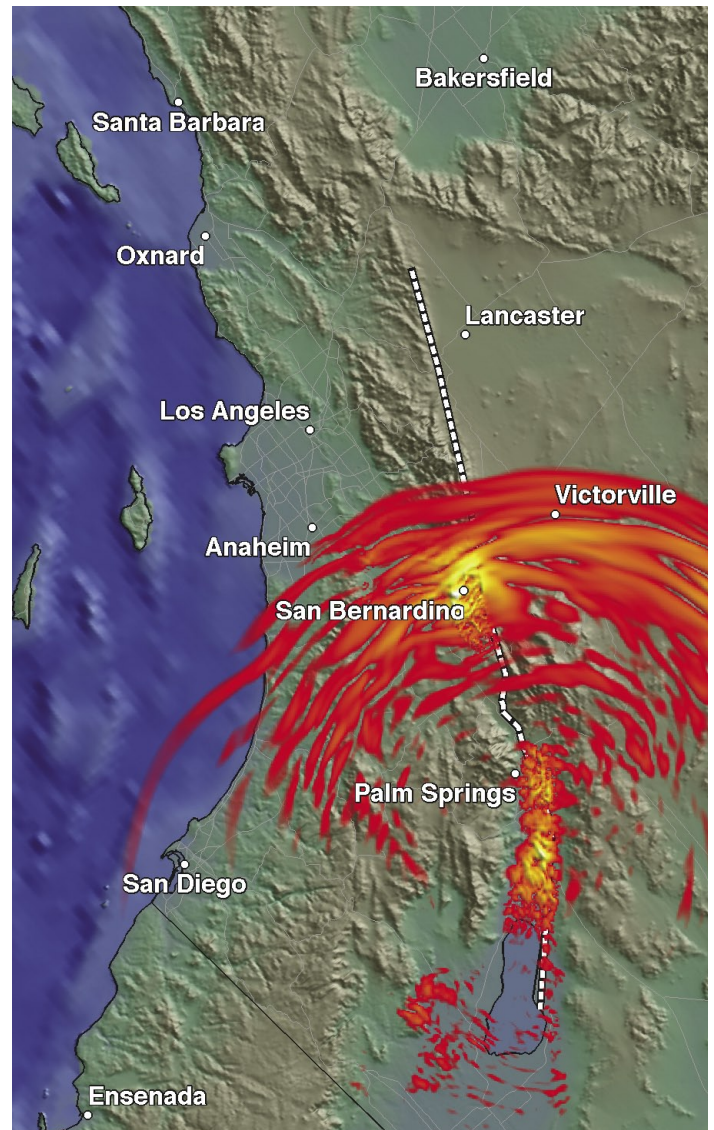 Bakersfield
Santa Barbara
Oxnard
Lancaster
Los Angeles
Victorville
Anaheim
San Bernardino
Palm Springs
San Diego
Ensenada